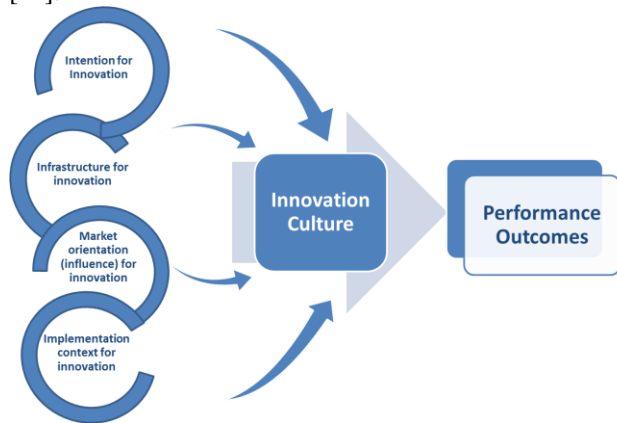 Intention for
Innovation
Infrastructure for
innovation
Market
orientation
(influence) for
innovation
Implementation
context for
innovation
Innovation
Culture
Performance
Outcomes